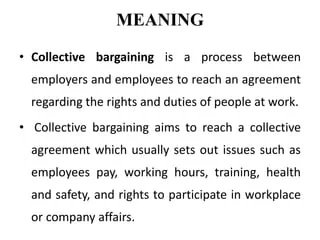 MEANING
• Collective bargaining is a process between
employers and employees to reach an agreement
regarding the rights and duties of people at work.
• Collective bargaining aims to reach a collective
agreement which usually sets out issues such as
employees pay, working hours, training, health
and safety, and rights to participate in workplace
or company affairs.